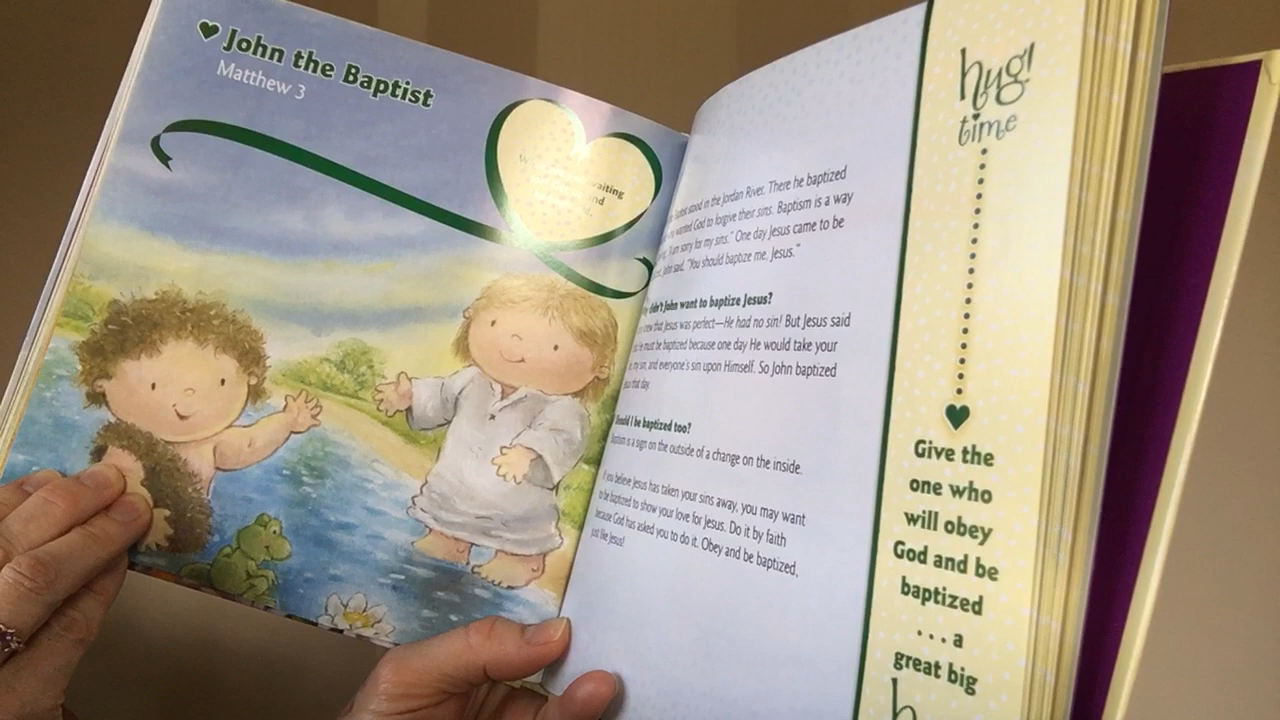 John the Baptist
Matthew 3
waiting
stood in the Jordan River. There he baptized
wanted God to forgive their sins. Baptism is a way
am sorry for my sins." One day Jesus came to be
John said, "You should baptize me, Jesus."
didn't John want to baptize Jesus?
that Jesus was perfect—He had no sin! But Jesus said
must be baptized because one day He would take your
my sin, and everyone's sin upon Himself. So John baptized
that day.
Should I be baptized too?
Baptism is a sign on the outside of a change on the inside.
If you believe Jesus has taken your sins away, you may want
to be baptized to show your love for Jesus. Do it by faith
because God has asked you to do it. Obey and be baptized,
just like Jesus!
hug!
time
Give the
one who
will obey
God and be
baptized
. . . a
great big